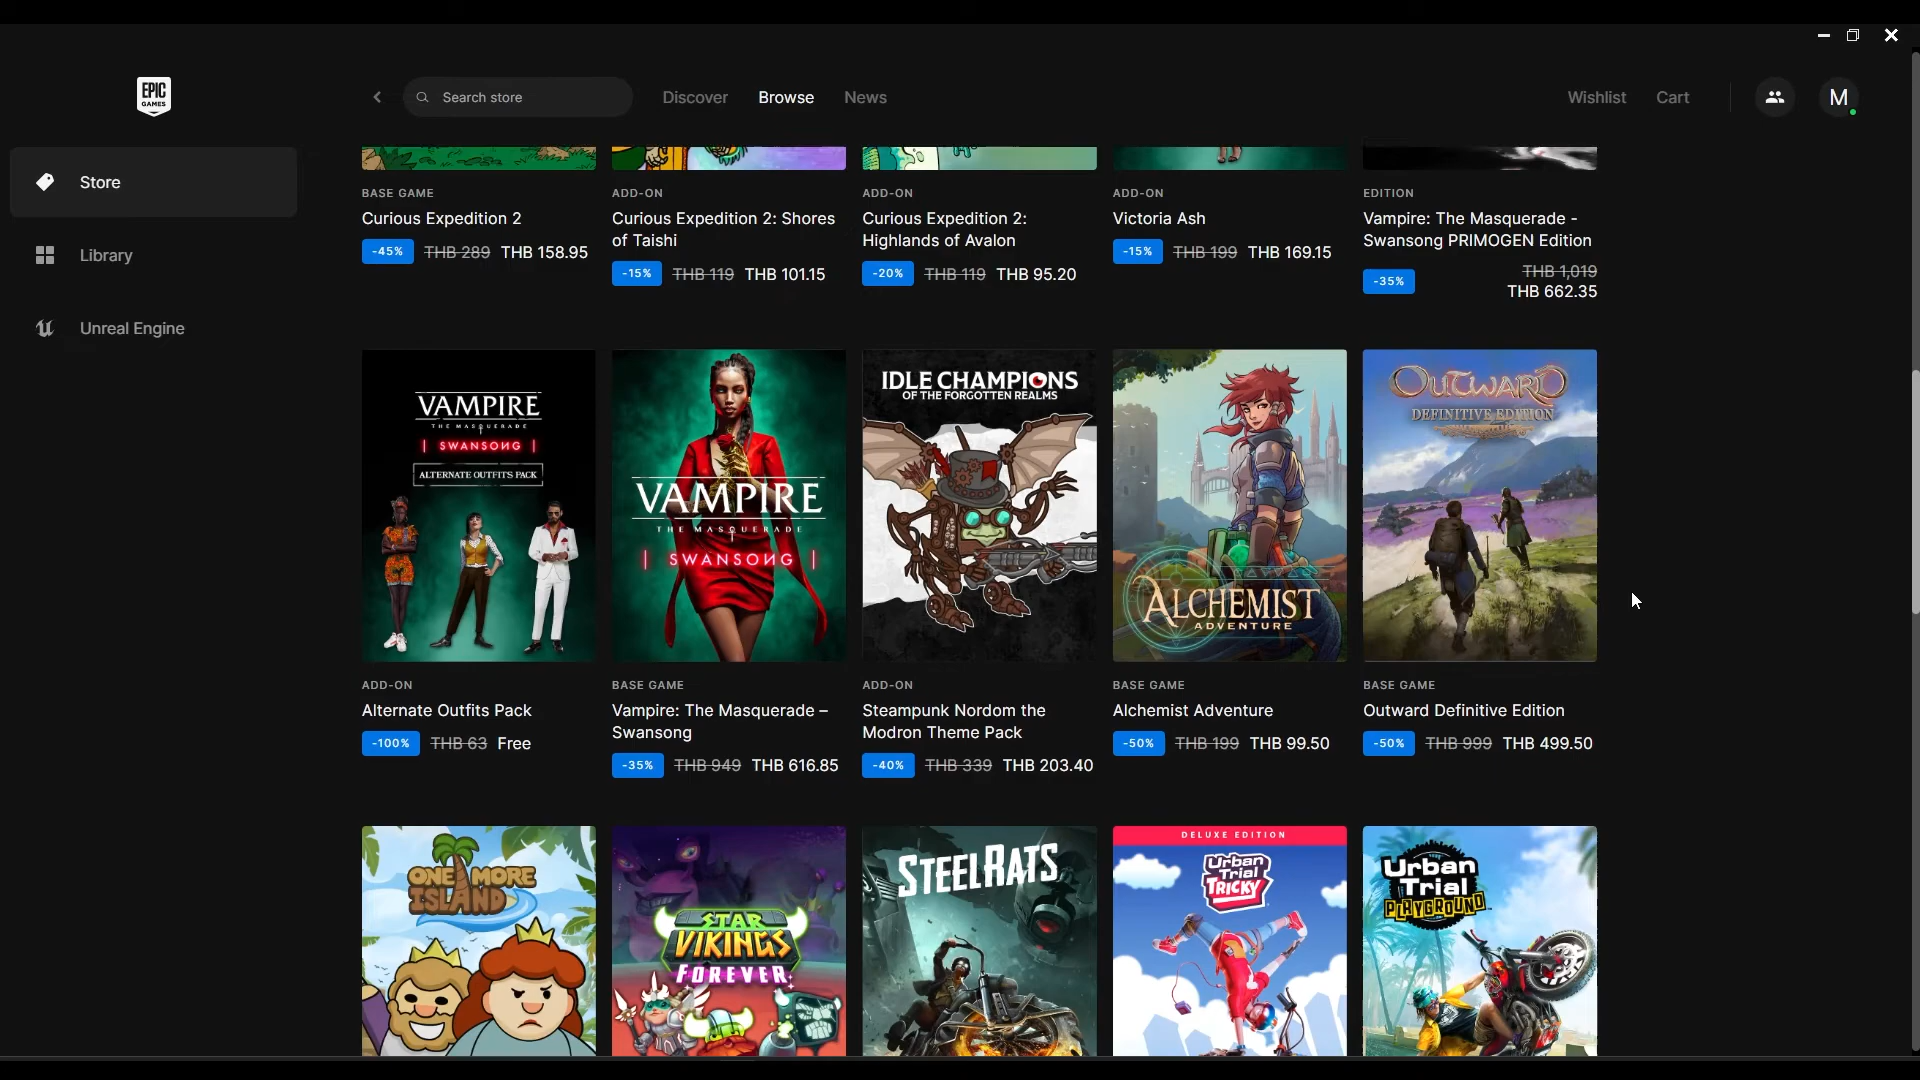 EPIC
GAMES
Search store
Discover
Browse
News
Wishlist
Cart
M
Store
Library
Unreal Engine
BASE GAME
Curious Expedition 2
-45% THB 289 THB 158.95
ADD-ON
Curious Expedition 2: Shores
of Taishi
-15% THB 119 THB 101.15
ADD-ON
Curious Expedition 2:
Highlands of Avalon
-20% THB 119 THB 95.20
ADD-ON
Victoria Ash
-15% THB 199 THB 169.15
EDITION
Vampire: The Masquerade -
Swansong PRIMOGEN Edition
THB 1,019
-35%
THB 662.35
VAMPIRE
THE MASQUERADE
SWANSONG
ALTERNATE OUTFITS PACK
ADD-ON
Alternate Outfits Pack
-100% THB 63 Free
VAMPIRE
THE MASQUERADE
SWANSONG
BASE GAME
Vampire: The Masquerade –
Swansong
-35% THB 949 THB 616.85
IDLE CHAMPIONS
OF THE FORGOTTEN REALMS
ADD-ON
Steampunk Nordom the
Modron Theme Pack
-40% THB 339 THB 203.40
ALCHEMIST
ADVENTURE
BASE GAME
Alchemist Adventure
-50% THB 199 THB 99.50
OUTWARD
DEFINITIVE EDITION
BASE GAME
Outward Definitive Edition
-50% THB 999 THB 499.50
ONE MORE
ISLAND
STAR
VIKINGS
FOREVER
STEEL RATS
DELUXE EDITION
Urban
Trial
TRICKY
Urban
Trial
PLAYGROUND